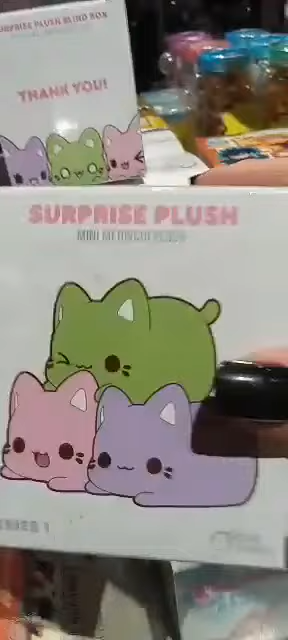 SURPRISE PLUSH BLIND BOX
THANK YOU!
SURPRISE PLUSH
MINI MEOWCHI PLUSH
SERIES 1